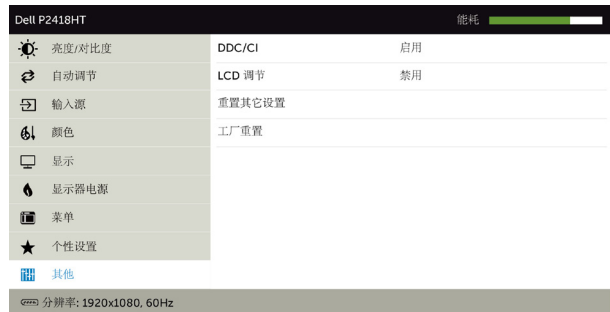 Dell P2418HT 能耗
亮度/对比度 DDC/CI 启用
自动调节 LCD 调节 禁用
输入源 重置其它设置
颜色 工厂重置
显示
显示器电源
菜单
个性设置
其他
分辨率: 1920x1080, 60Hz